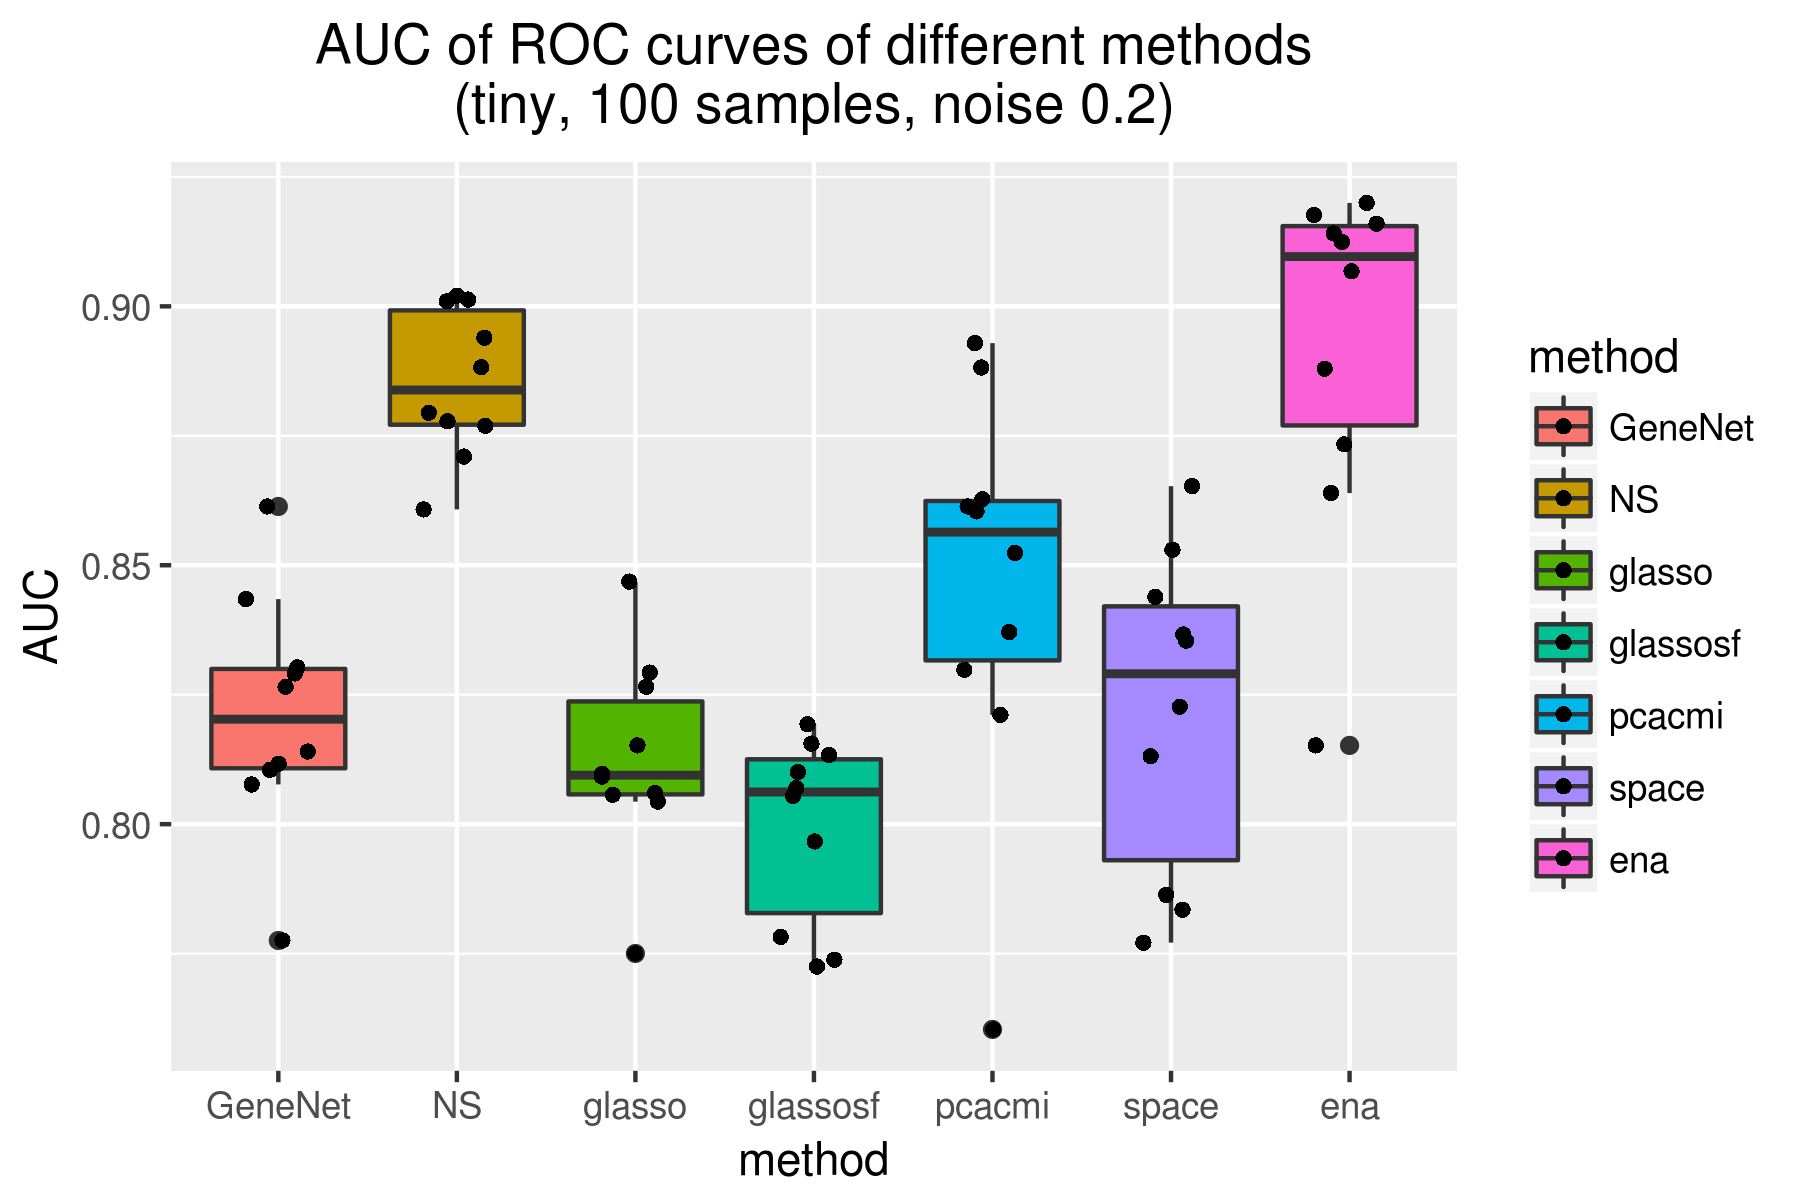 AUC of ROC curves of different methods
(tiny, 100 samples, noise 0.2)
AUC
0.90
0.85
0.80
GeneNet NS glasso glassosf pcacmi space ena
method
method
GeneNet
NS
glasso
glassosf
pcacmi
space
ena